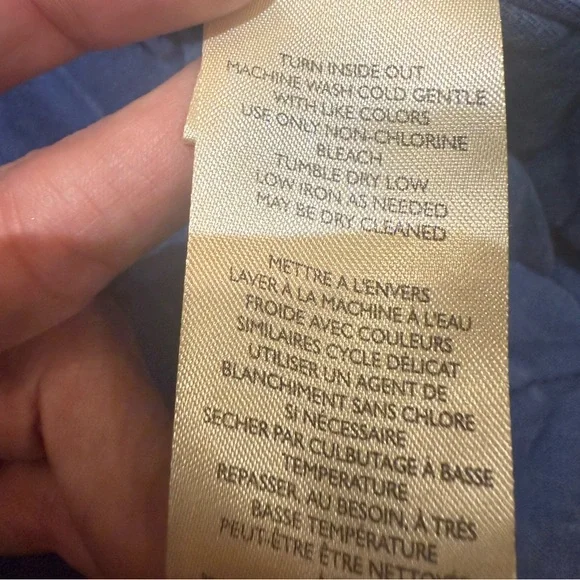 TURN INSIDE OUT
MACHINE WASH COLD GENTLE
WITH LIKE COLORS
USE ONLY NON-CHLORINE
BLEACH
TUMBLE DRY LOW
LOW IRON AS NEEDED
MAY BE DRY CLEANED
METTRE A L'ENVERS
LAVER À LA MACHINE À L'EAU
FROIDE AVEC COULEURS
SIMILAIRES CYCLE DÉLICAT
UTILISER UN AGENT DE
BLANCHIMENT SANS CHLORE
SI NÉCESSAIRE
SECHER PAR CULBUTAGE A BASSE
TEMPERATURE
REPASSER, AU BESOIN, À TRÈS
BASSE TEMPÉRATURE
PEUT-ÊTRE ÊTRE